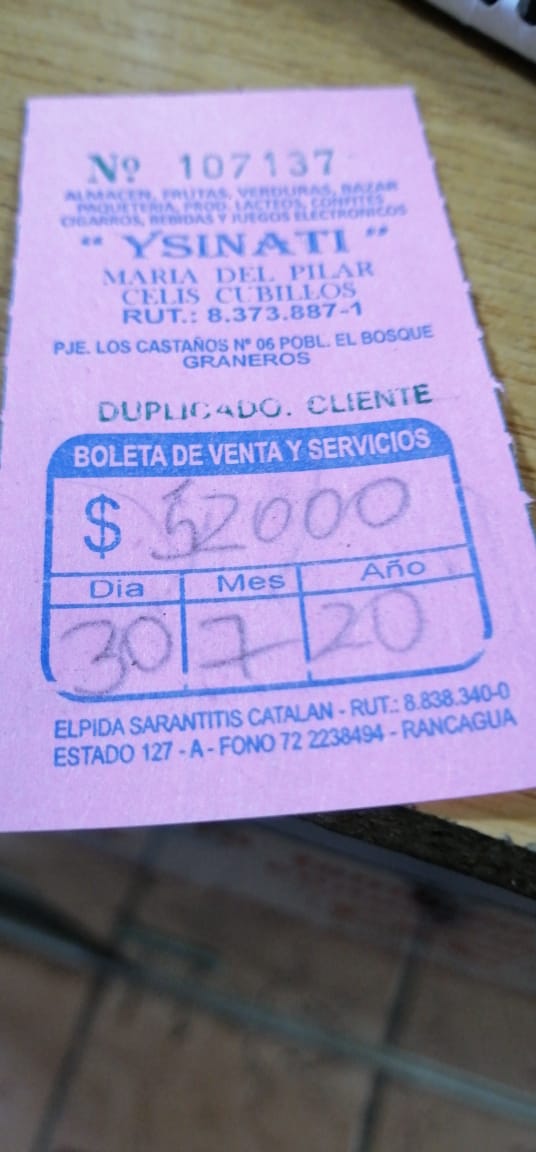 Nº 107137
ALMACEN, FRUTAS, VERDURAS, BAZAR
PAQUETERIA, PROD. LACTEOS, CONFITES
CIGARROS, BEBIDAS Y JUEGOS ELECTRONICOS
" YSINATI "
MARIA DEL PILAR
CELIS CUBILLOS
RUT.: 8.373.887-1
PJE. LOS CASTAÑOS Nº 06 POBL. EL BOSQUE
GRANEROS
DUPLICADO. CLIENTE
BOLETA DE VENTA Y SERVICIOS
$ 52000
Dia Mes Año
30 7 20
ELPIDA SARANTITIS CATALAN - RUT.: 8.838.340-0
ESTADO 127 - A - FONO 72 2238494 - RANCAGUA